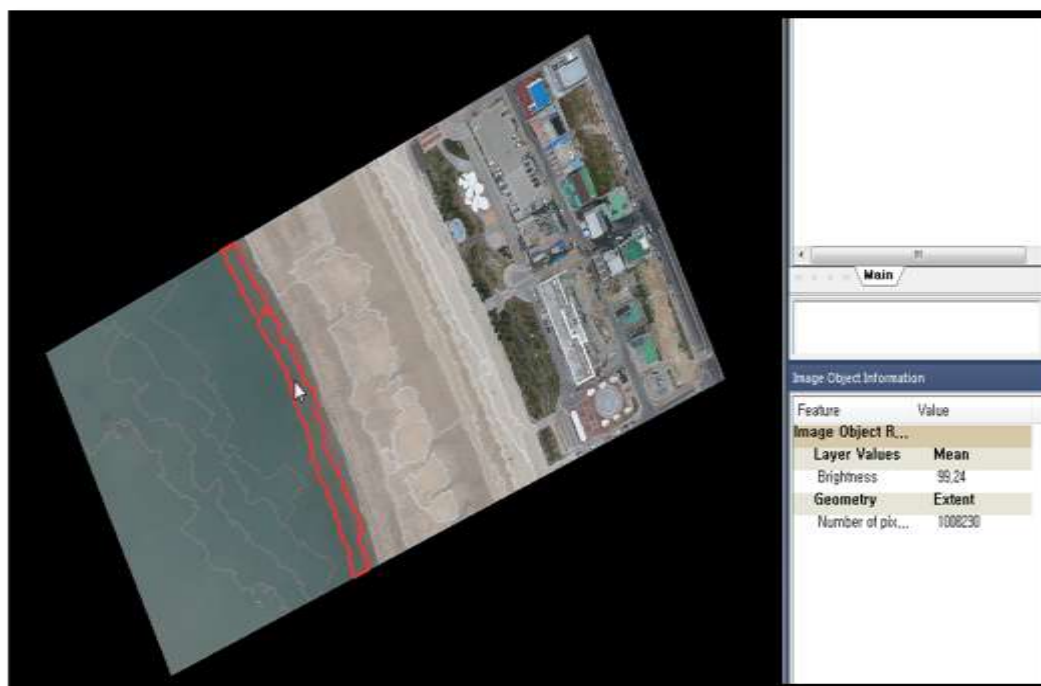 Main
Image Object Information
Feature Value
Image Object R...
Layer Values Mean
Brightness 99,24
Geometry Extent
Number of pix... 1008230